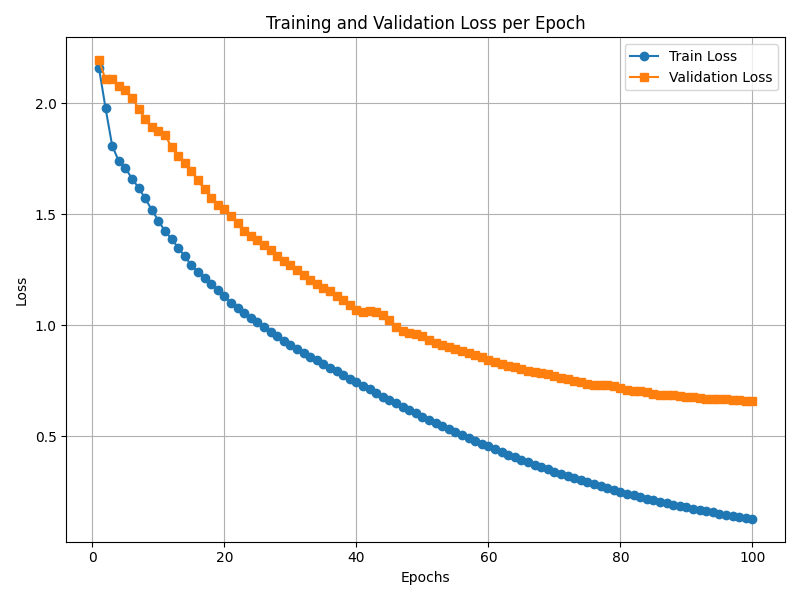 Training and Validation Loss per Epoch
Train Loss
Validation Loss
2.0
1.5
1.0
0.5
Loss
0 20 40 60 80 100
Epochs